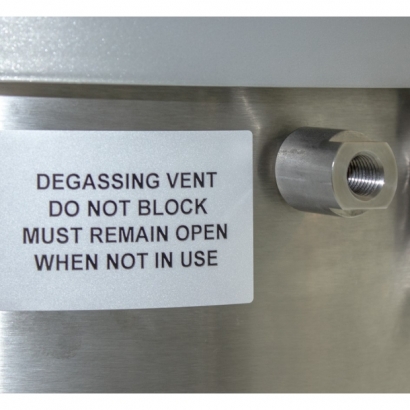 DEGASSING VENT
DO NOT BLOCK
MUST REMAIN OPEN
WHEN NOT IN USE